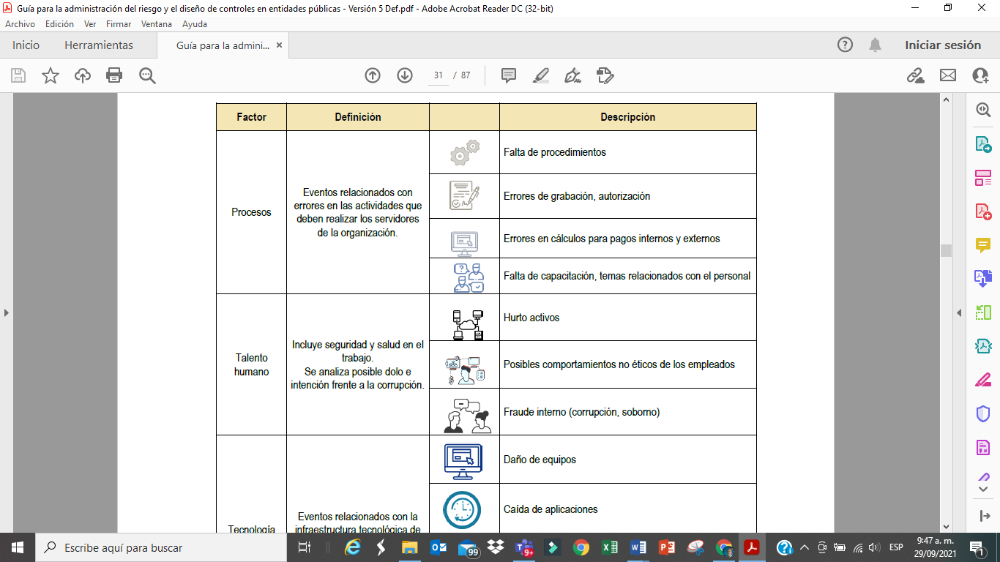 Guía para la administración del riesgo y el diseño de controles en entidades públicas - Versión 5 Def.pdf - Adobe Acrobat Reader DC (32-bit)
Archivo Edición Ver Firmar Ventana Ayuda
Inicio Herramientas Guía para la admini... × Iniciar sesión
31 / 87
Factor Definición Descripción
Procesos
Eventos relacionados con
errores en las actividades que
deben realizar los servidores
de la organización.
Falta de procedimientos
Errores de grabación, autorización
Errores en cálculos para pagos internos y externos
Falta de capacitación, temas relacionados con el personal
Talento
humano
Incluye seguridad y salud en el
trabajo.
Se analiza posible dolo e
intención frente a la corrupción.
Hurto activos
Posibles comportamientos no éticos de los empleados
Fraude interno (corrupción, soborno)
Tecnología
Eventos relacionados con la
infraestructura tecnológica de
Daño de equipos
Caída de aplicaciones
Escribe aquí para buscar
99
9+
ESP
9:47 a. m.
29/09/2021
1